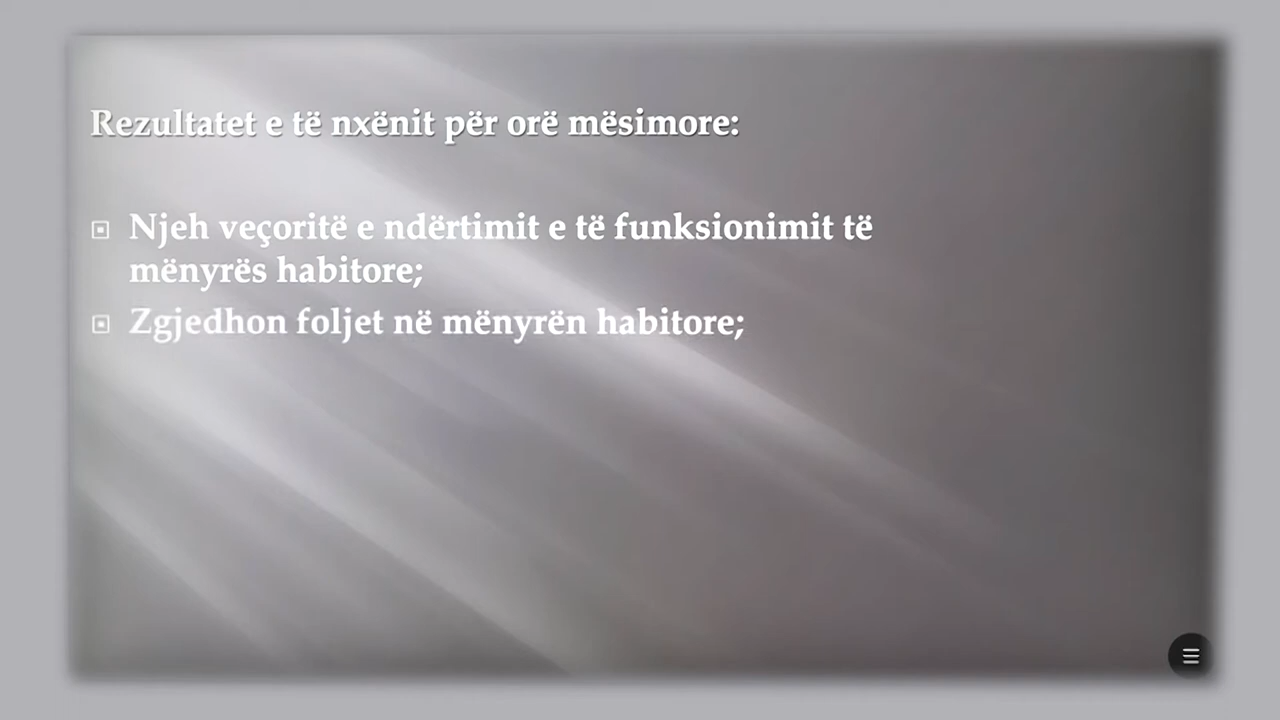 Rezultatet e të nxënit për orë mësimore:
Njeh veçoritë e ndërtimit e të funksionimit të
mënyrës habitore;
Zgjedhon foljet në mënyrën habitore;